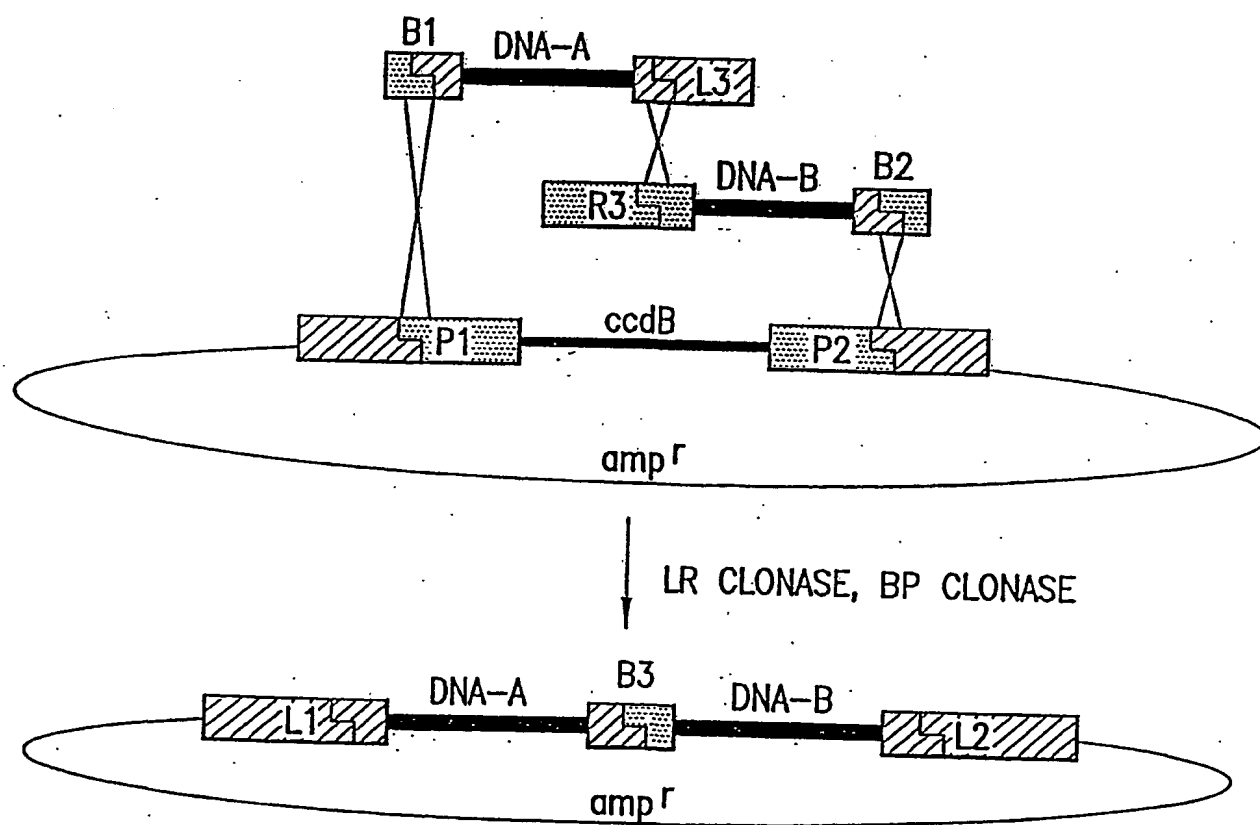 B1
DNA-A
L3
R3
DNA-B
B2
P1
ccdB
P2
amp^r
LR CLONASE, BP CLONASE
L1
DNA-A
B3
DNA-B
L2
amp^r